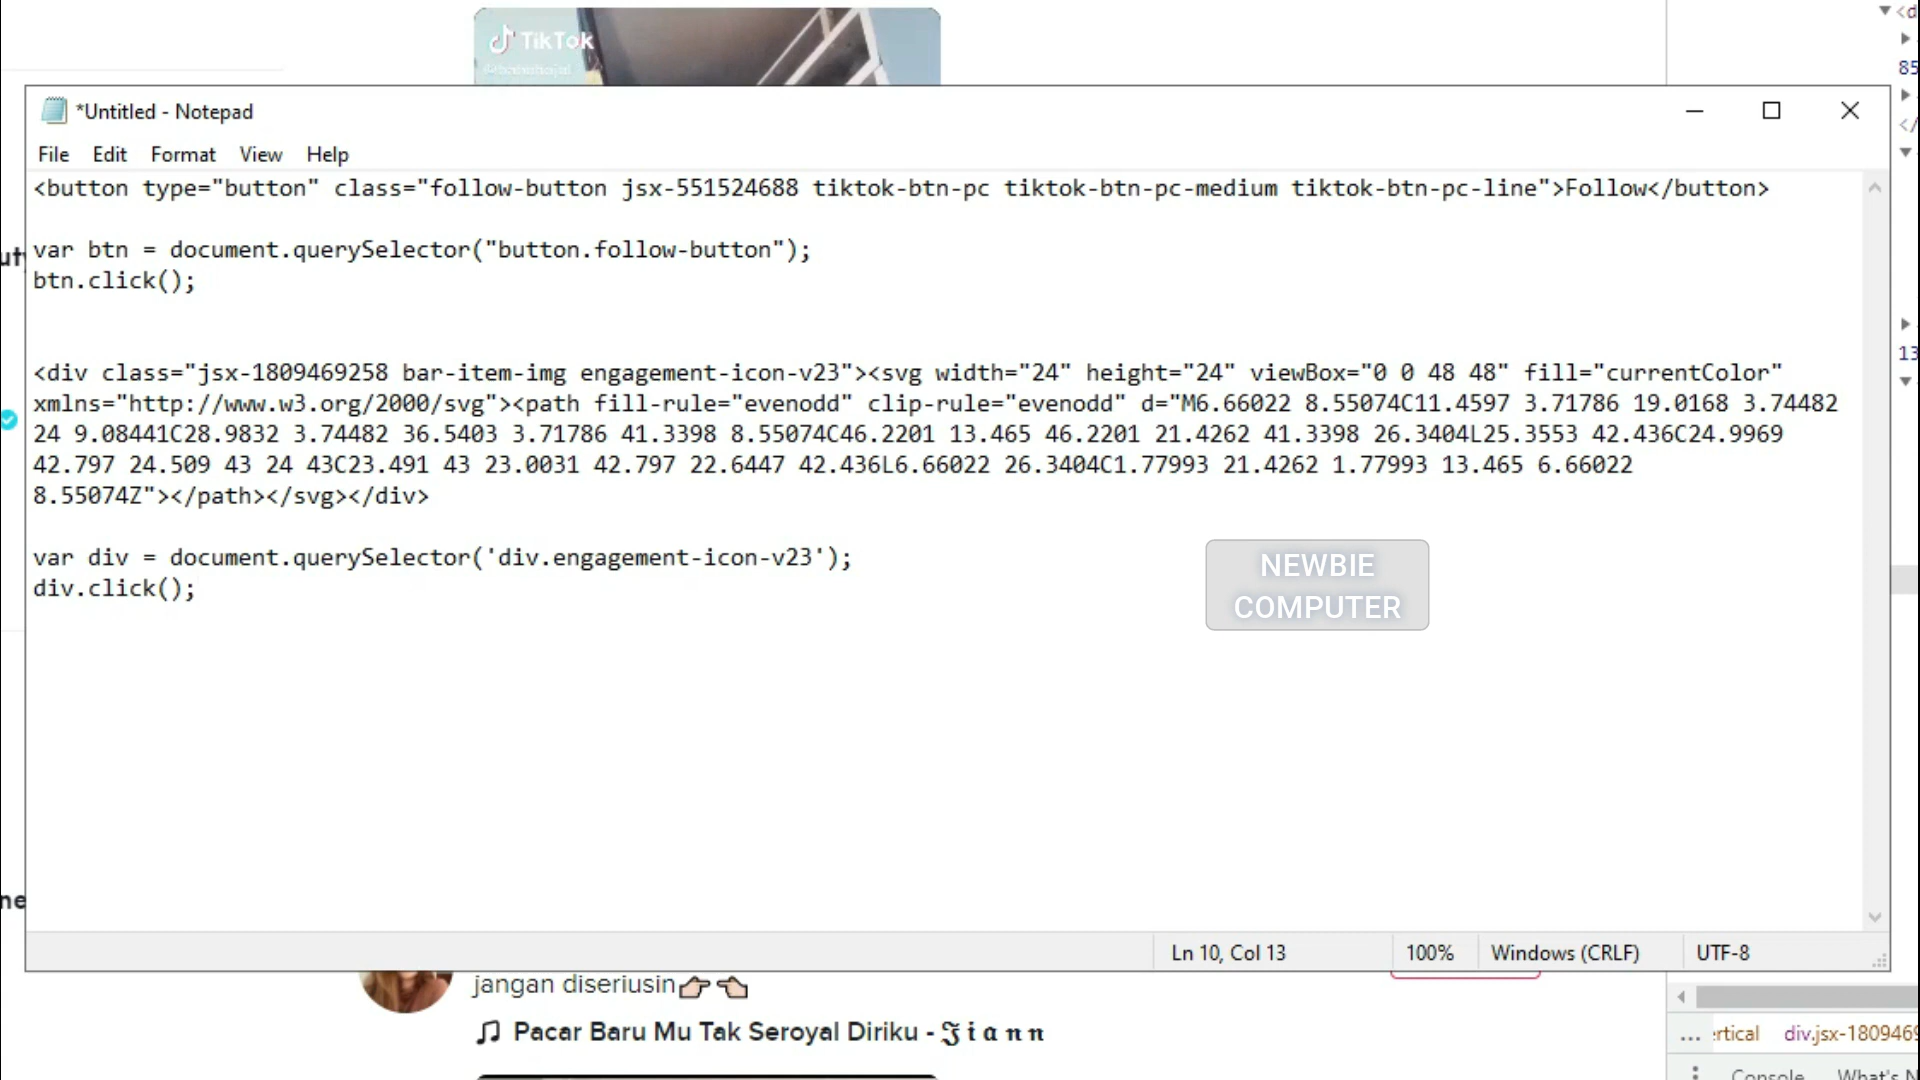 TikTok
*Untitled - Notepad
File Edit Format View Help
<button type="button" class="follow-button jsx-551524688 tiktok-btn-pc tiktok-btn-pc-medium tiktok-btn-pc-line">Follow</button>
var btn = document.querySelector("button.follow-button");
btn.click();
<div class="jsx-1809469258 bar-item-img engagement-icon-v23"><svg width="24" height="24" viewBox="0 0 48 48" fill="currentColor"
xmlns="http://www.w3.org/2000/svg"><path fill-rule="evenodd" clip-rule="evenodd" d="M6.66022 8.55074C11.4597 3.71786 19.0168 3.74482
24 9.08441C28.9832 3.74482 36.5403 3.71786 41.3398 8.55074C46.2201 13.465 46.2201 21.4262 41.3398 26.3404L25.3553 42.436C24.9969
42.797 24.509 43 24 43C23.491 43 23.0031 42.797 22.6447 42.436L6.66022 26.3404C1.77993 21.4262 1.77993 13.465 6.66022
8.55074Z"></path></svg></div>
var div = document.querySelector('div.engagement-icon-v23');
div.click();
NEWBIE
COMPUTER
Ln 10, Col 13 100% Windows (CRLF) UTF-8
jangan diseriusin👉👈
♫ Pacar Baru Mu Tak Seroyal Diriku - 𝕴 𝖎 𝖆 𝖓 𝖓
... rtical div.jsx-1809469
Console What's N